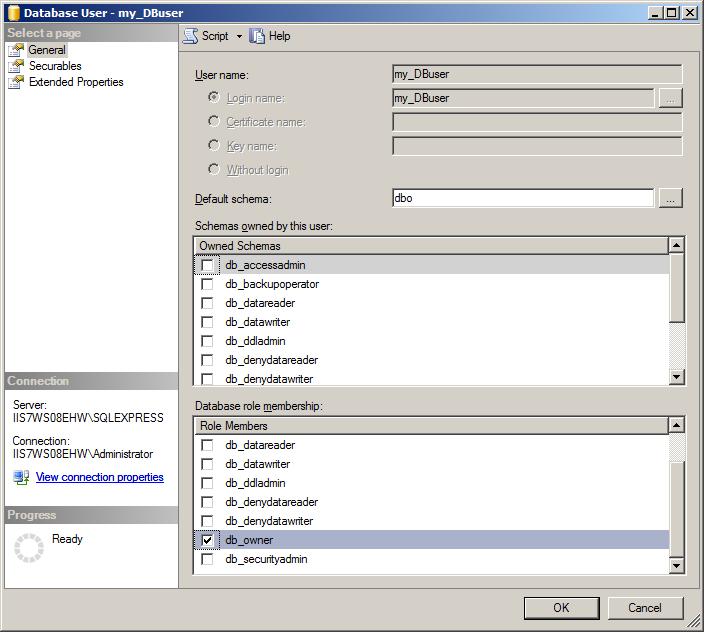 Database User - my_DBuser
Select a page
General
Securables
Extended Properties
Script Help
User name: my_DBuser
Login name: my_DBuser ...
Certificate name:
Key name:
Without login
Default schema: dbo ...
Schemas owned by this user:
Owned Schemas
db_accessadmin
db_backupoperator
db_datareader
db_datawriter
db_ddladmin
db_denydatareader
db_denydatawriter
Connection
Server:
IIS7WS08EHW\SQLEXPRESS
Connection:
IIS7WS08EHW\Administrator
View connection properties
Progress
Ready
Database role membership:
Role Members
db_datareader
db_datawriter
db_ddladmin
db_denydatareader
db_denydatawriter
db_owner
db_securityadmin
OK Cancel